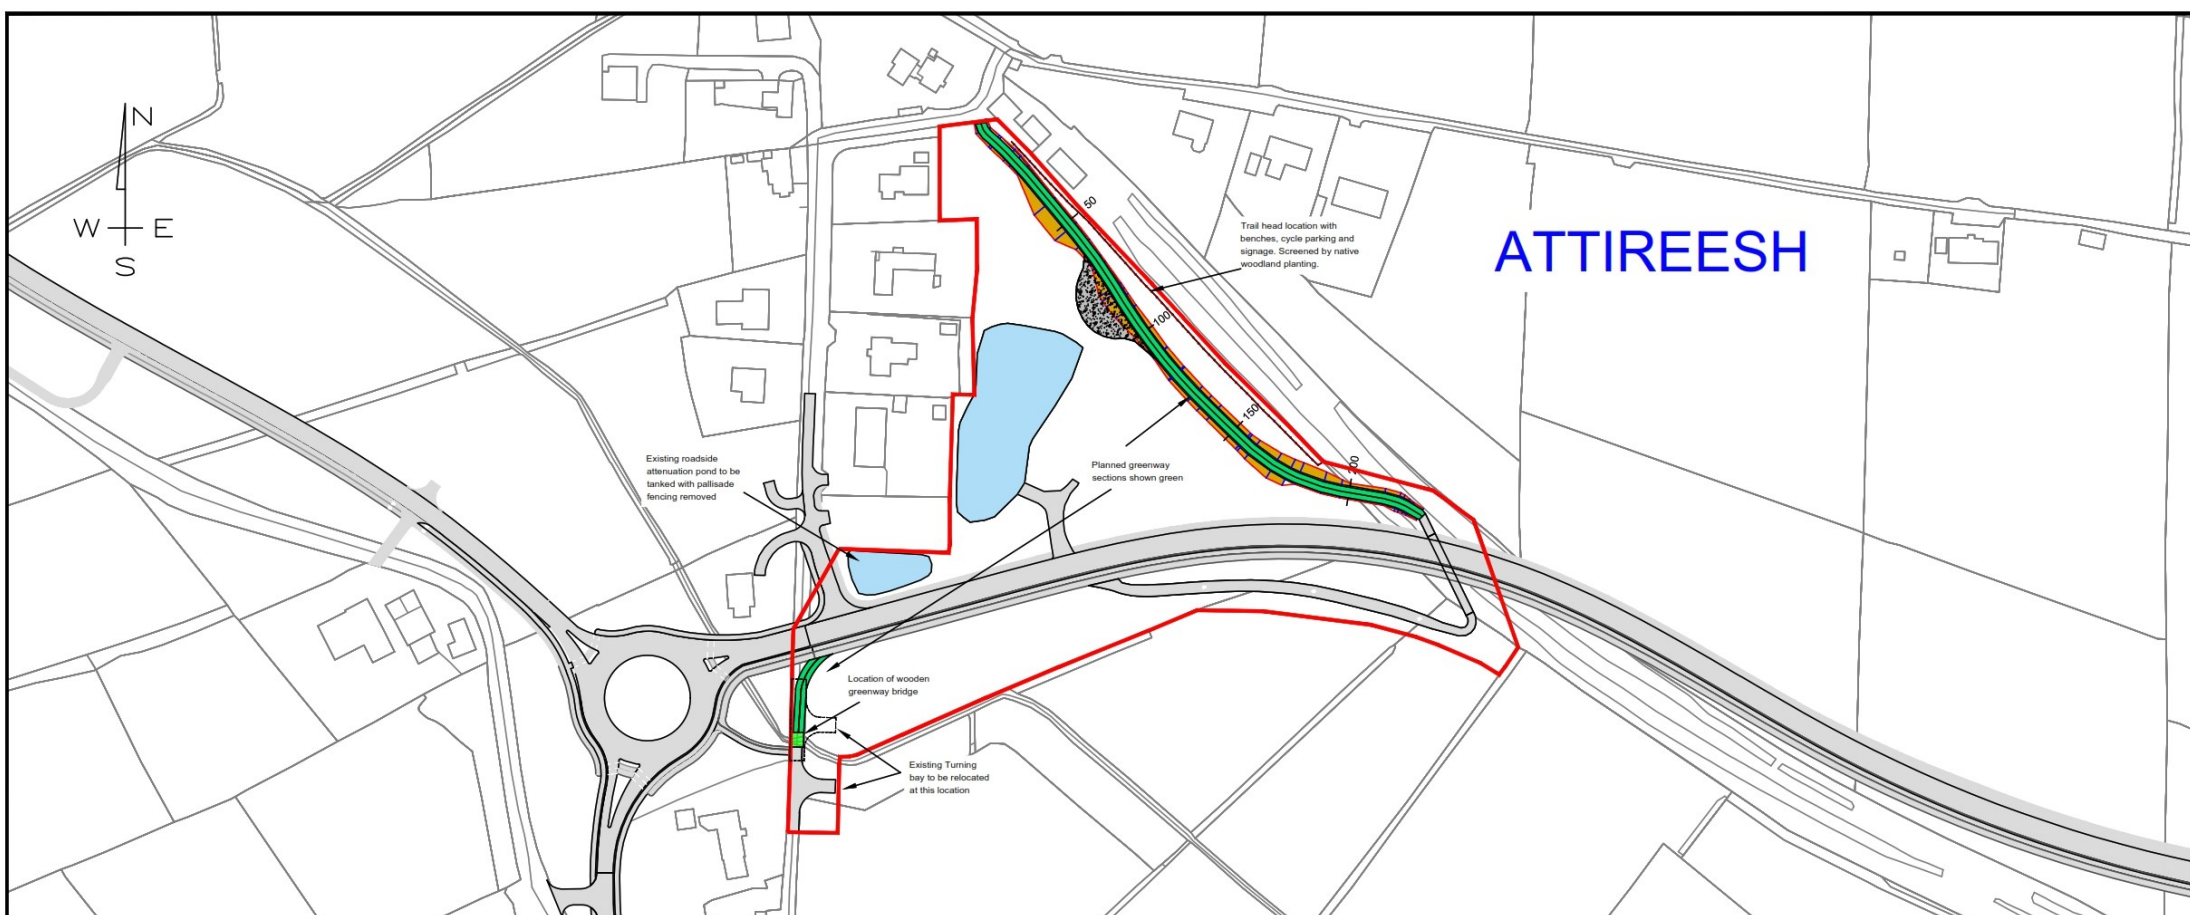 N
W
E
S
ATTIREESH
50
Trail head location with
benches, cycle parking and
signage. Screened by native
woodland planting.
100
150
200
Existing roadside
attenuation pond to be
tanked with pallisade
fencing removed
Planned greenway
sections shown green
Location of wooden
greenway bridge
Existing Turning
bay to be relocated
at this location